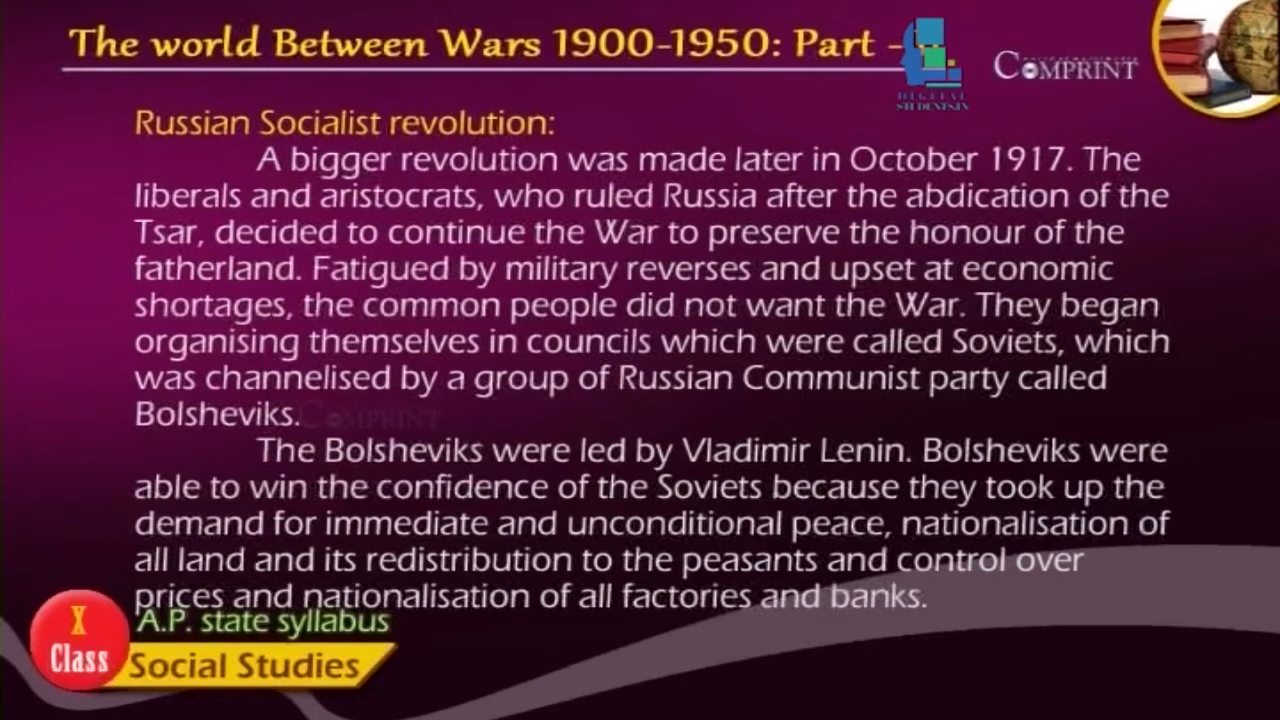 The world Between Wars 1900-1950: Part -
COMPRINT
STUDENTS.IN
Russian Socialist revolution:
A bigger revolution was made later in October 1917. The
liberals and aristocrats, who ruled Russia after the abdication of the
Tsar, decided to continue the War to preserve the honour of the
fatherland. Fatigued by military reverses and upset at economic
shortages, the common people did not want the War. They began
organising themselves in councils which were called Soviets, which
was channelised by a group of Russian Communist party called
Bolsheviks.
COMPRINT
The Bolsheviks were led by Vladimir Lenin. Bolsheviks were
able to win the confidence of the Soviets because they took up the
demand for immediate and unconditional peace, nationalisation of
all land and its redistribution to the peasants and control over
prices and nationalisation of all factories and banks.
A.P. state syllabus
X
Class
Social Studies